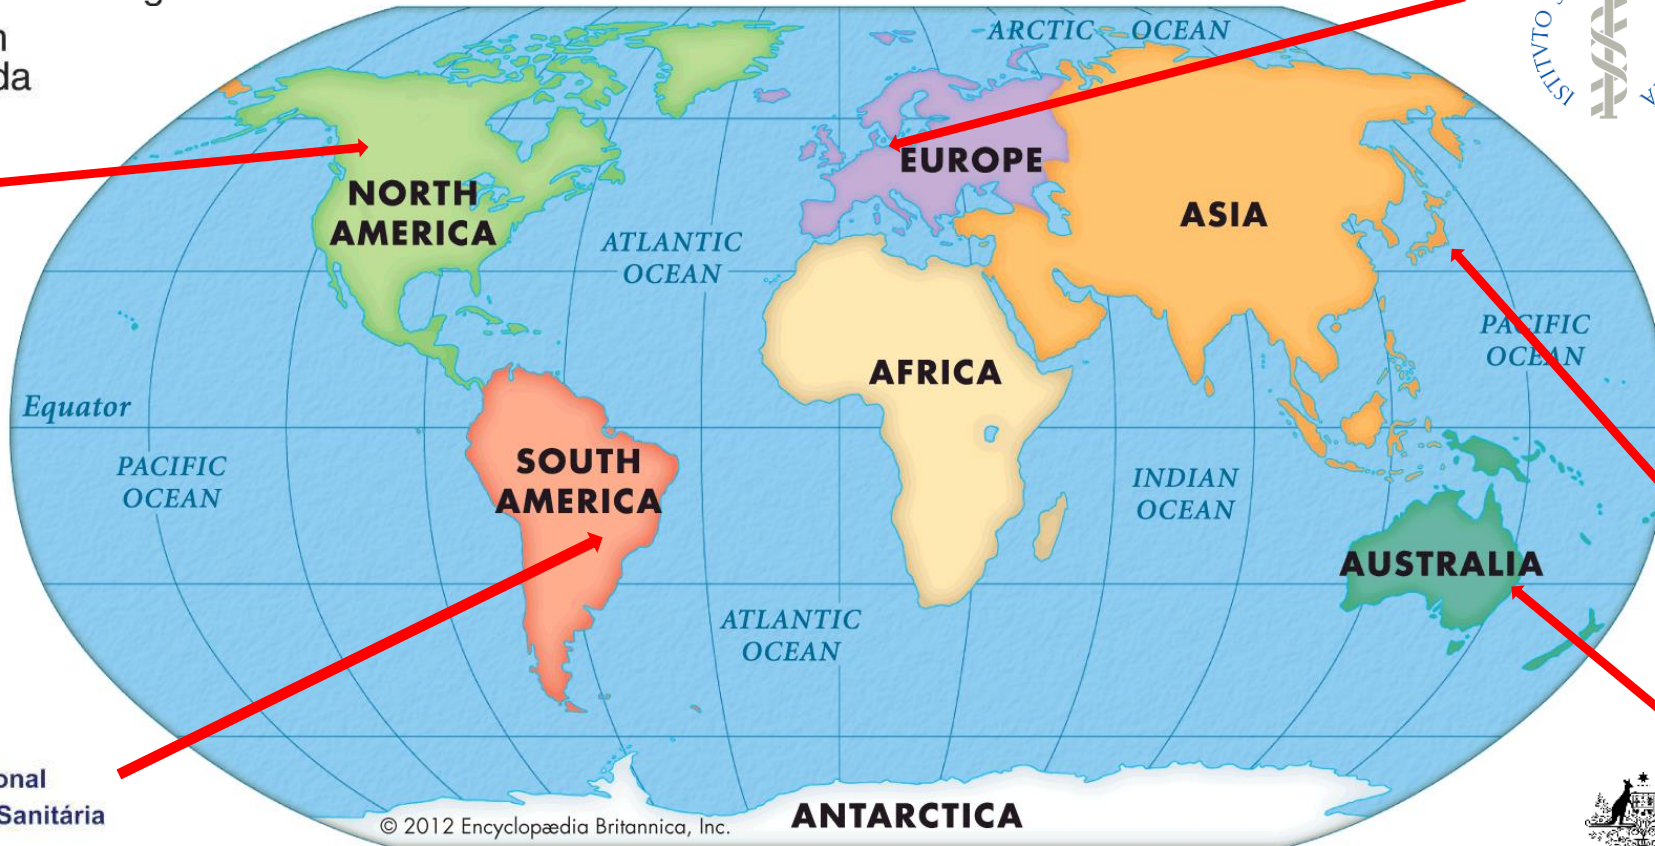 da
ISTITVTO
ARCTIC OCEAN
NORTH
AMERICA
EUROPE
ASIA
ATLANTIC
OCEAN
PACIFIC
OCEAN
AFRICA
Equator
PACIFIC
OCEAN
SOUTH
AMERICA
INDIAN
OCEAN
AUSTRALIA
ATLANTIC
OCEAN
onal
Sanitária
ANTARCTICA
© 2012 Encyclopædia Britannica, Inc.